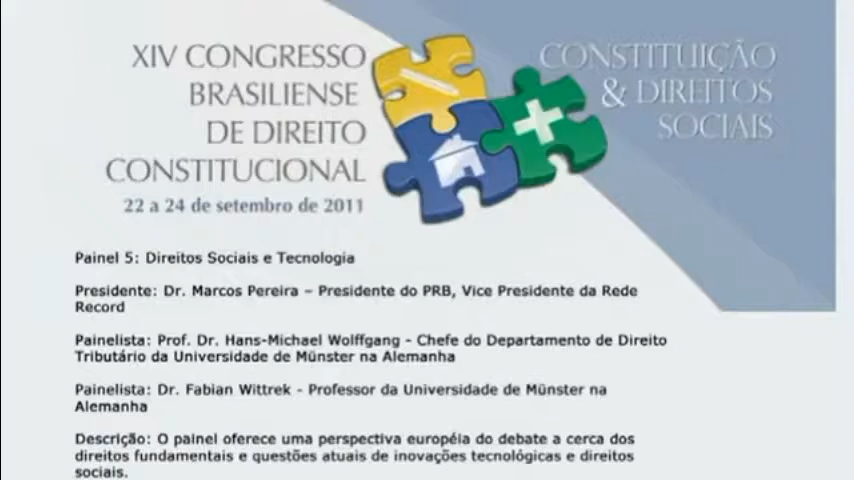 XIV CONGRESSO
BRASILIENSE
DE DIREITO
CONSTITUCIONAL
22 a 24 de setembro de 2011
CONSTITUIÇÃO
& DIREITOS
SOCIAIS
Painel 5: Direitos Sociais e Tecnologia
Presidente: Dr. Marcos Pereira – Presidente do PRB, Vice Presidente da Rede
Record
Painelista: Prof. Dr. Hans-Michael Wolffgang - Chefe do Departamento de Direito
Tributário da Universidade de Münster na Alemanha
Painelista: Dr. Fabian Wittrek - Professor da Universidade de Münster na
Alemanha
Descrição: O painel oferece uma perspectiva européia do debate a cerca dos
direitos fundamentais e questões atuais de inovações tecnológicas e direitos
sociais.